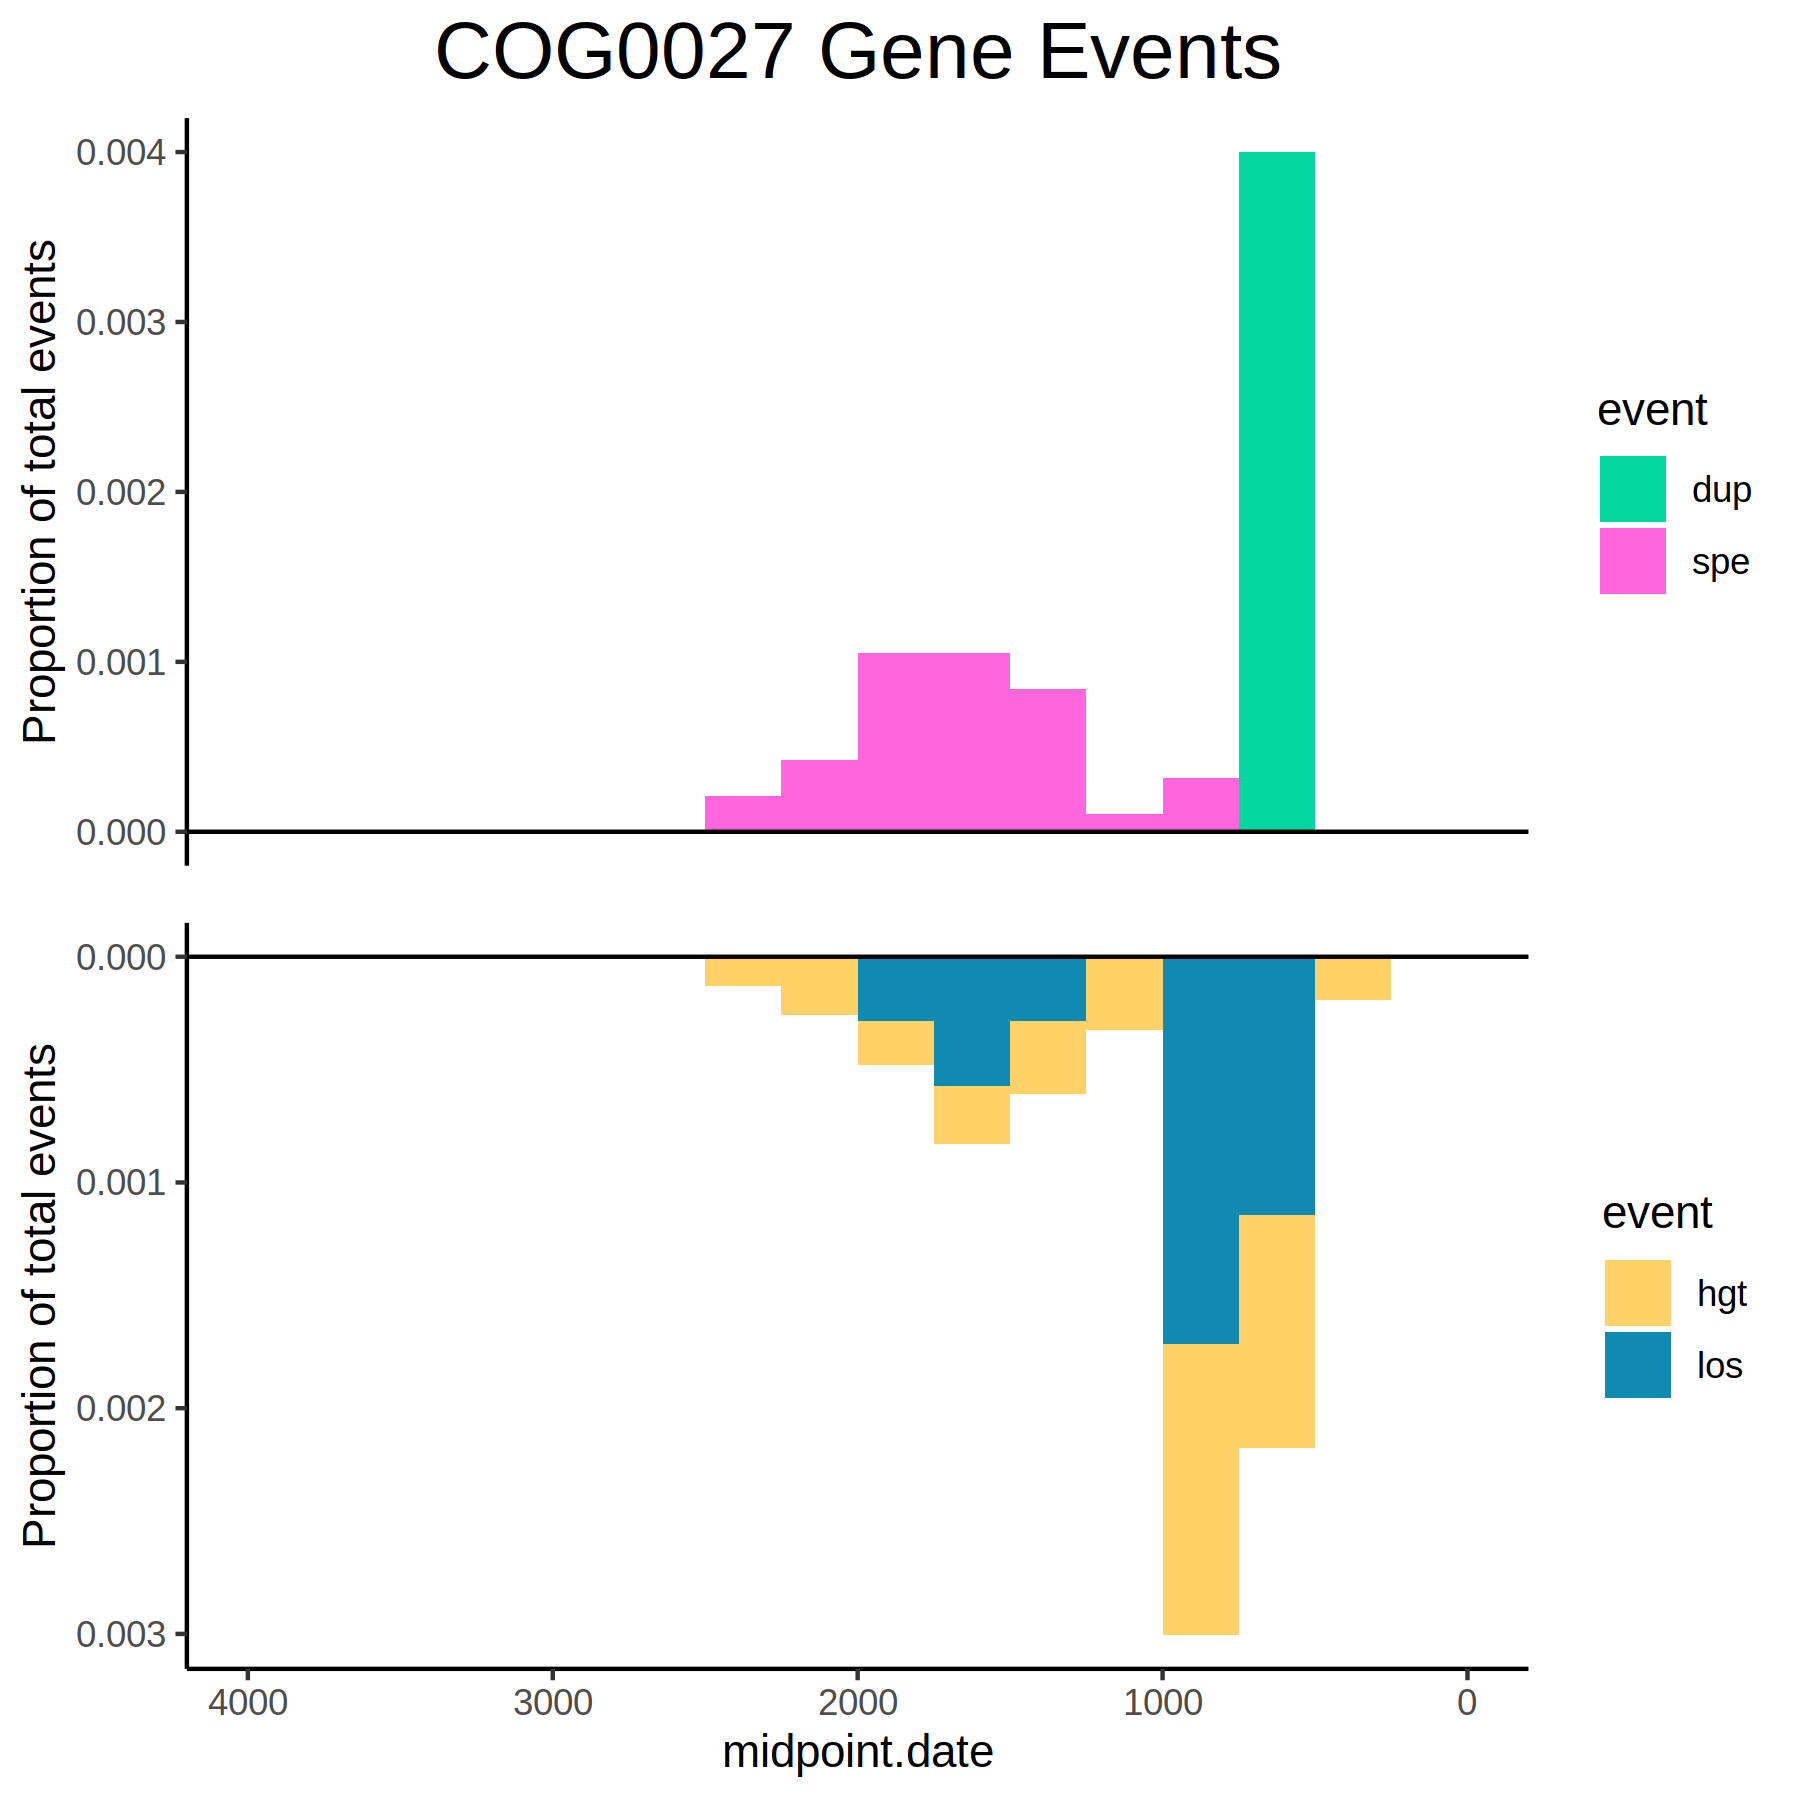 COG0027 Gene Events
Proportion of total events
0.004
0.003
0.002
0.001
0.000
event
dup
spe
Proportion of total events
0.000
0.001
0.002
0.003
event
hgt
los
4000 3000 2000 1000 0
midpoint.date